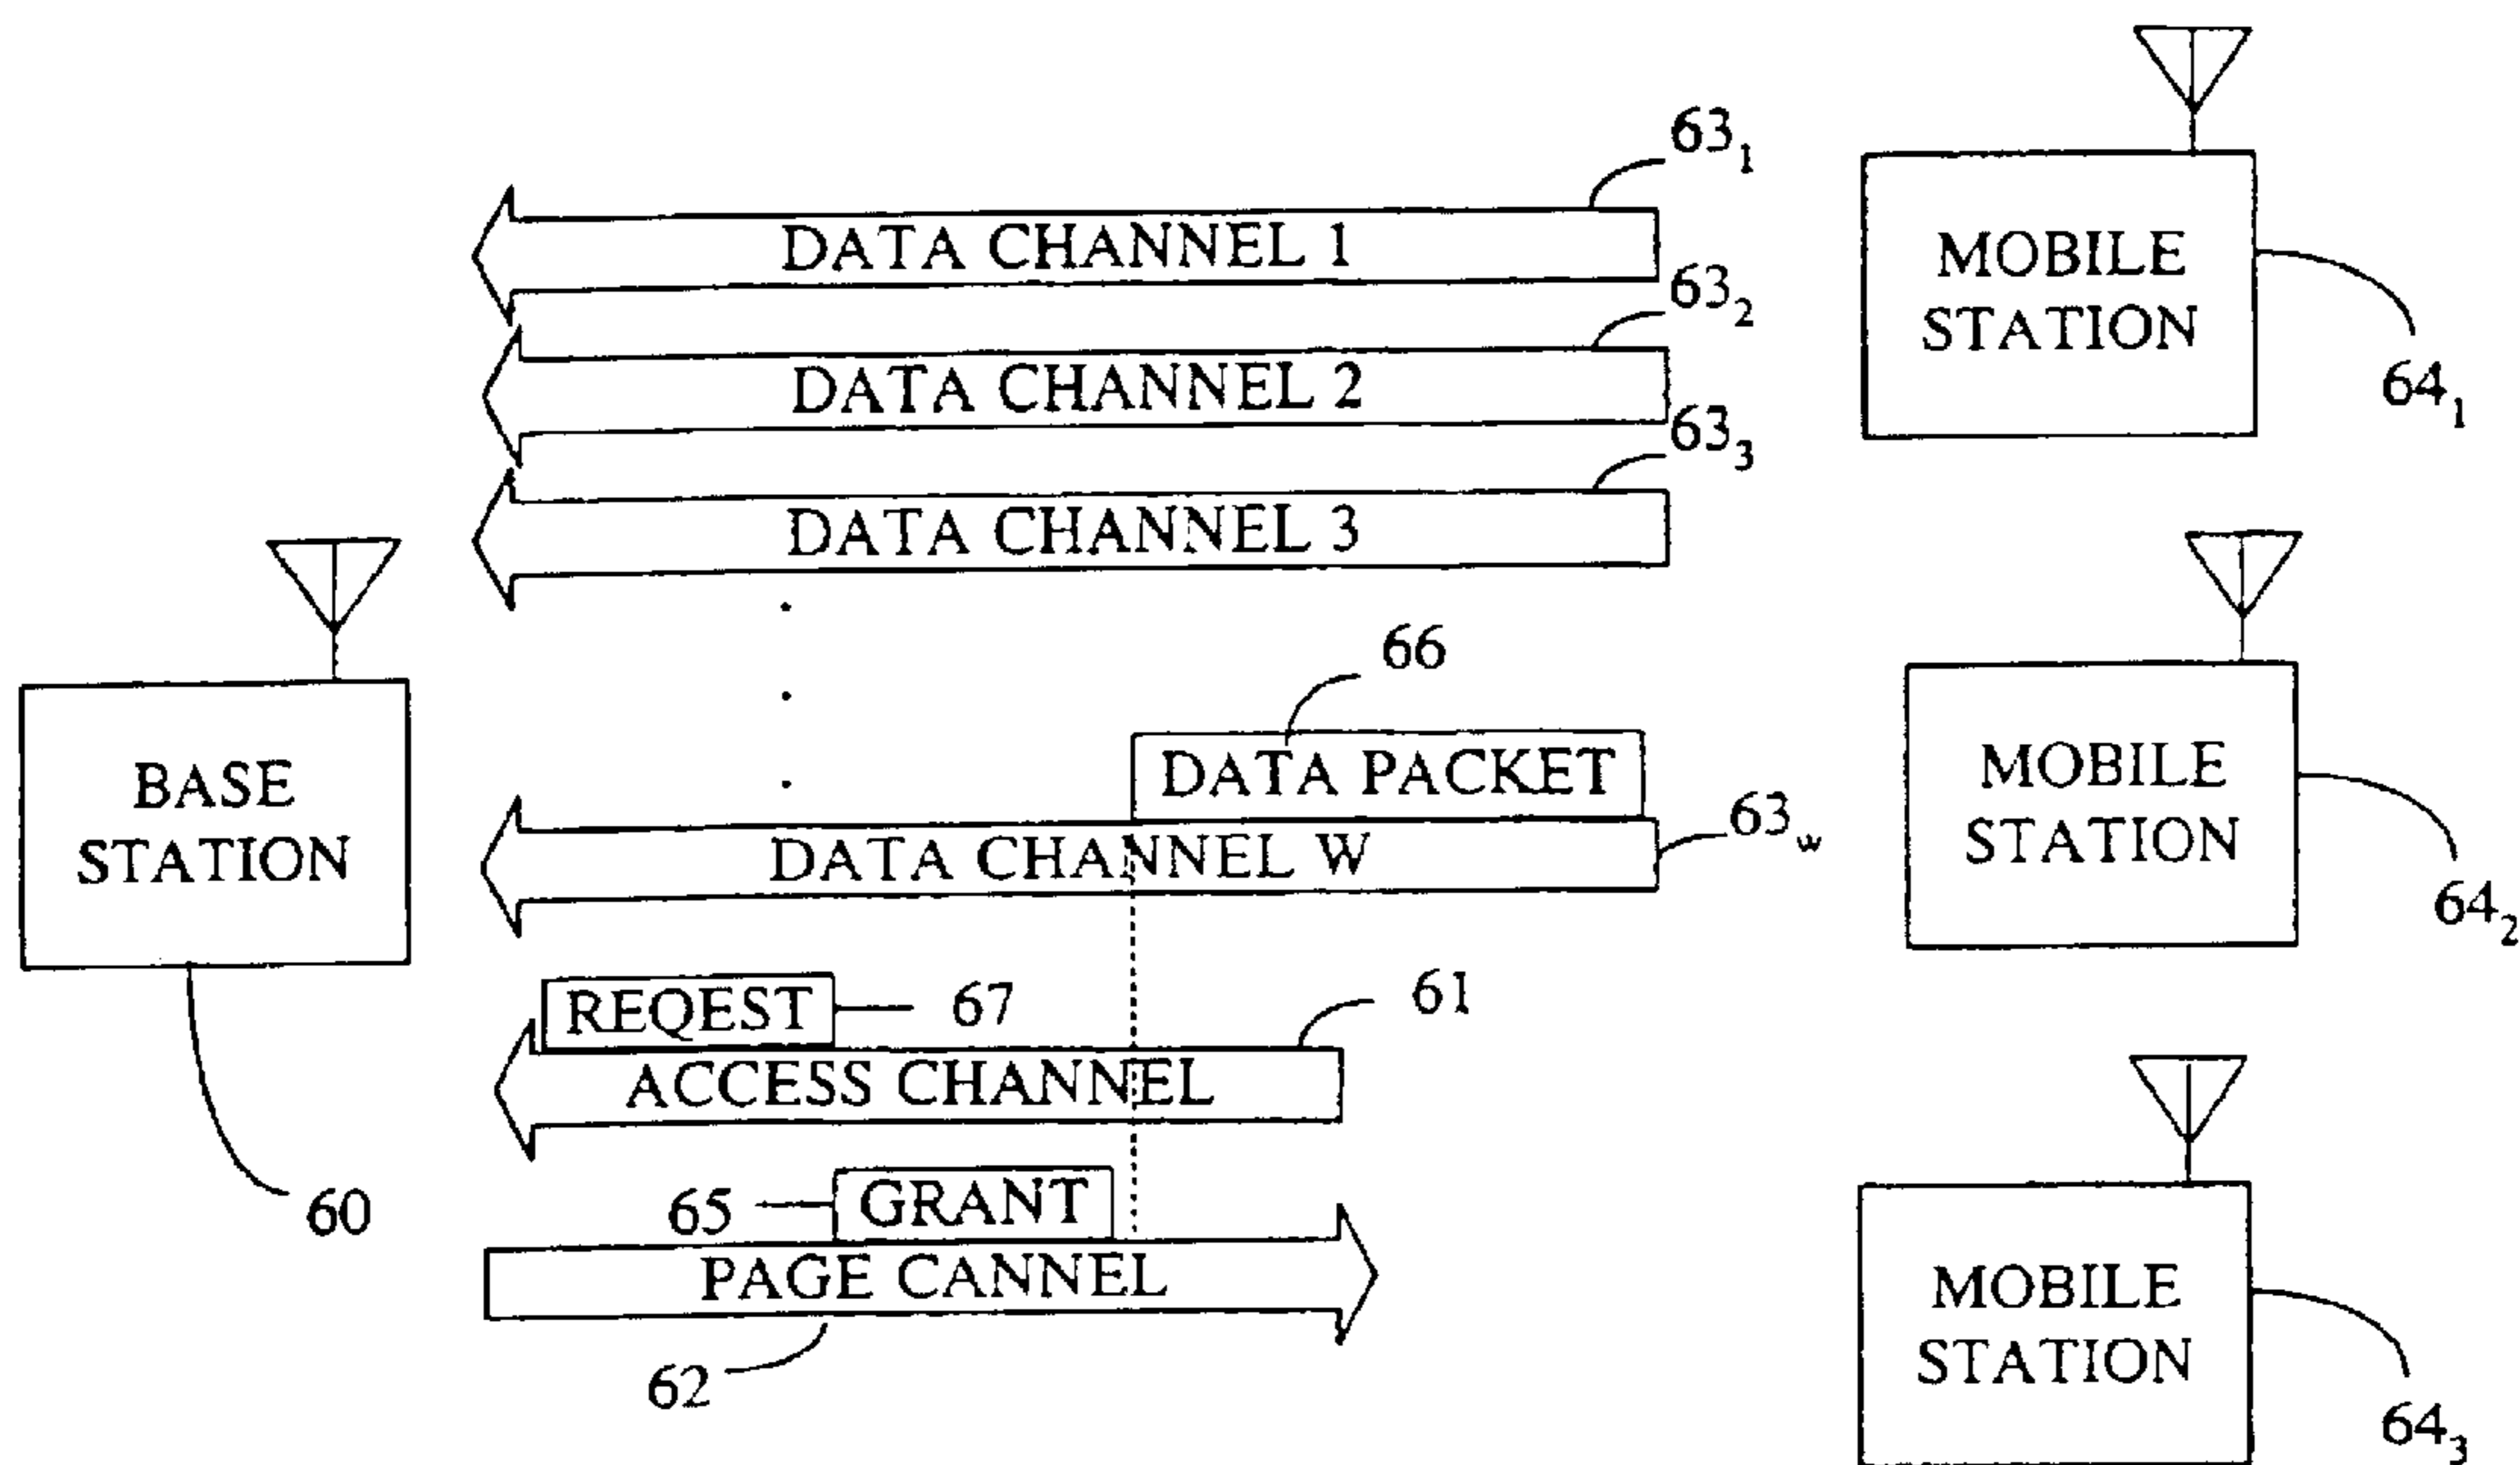 63₁
DATA CHANNEL 1
MOBILE
STATION
64₁
63₂
DATA CHANNEL 2
63₃
DATA CHANNEL 3
66
DATA PACKET
BASE
STATION
60
63w
DATA CHANNEL W
MOBILE
STATION
64₂
REQEST
67
61
ACCESS CHANNEL
65
GRANT
PAGE CANNEL
62
MOBILE
STATION
64₃